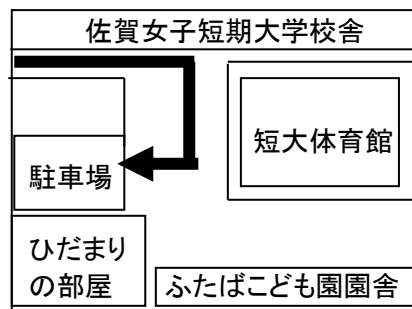 佐賀女子短期大学校舎
短大体育館
駐車場
ひだまり
の部屋
ふたばこども園園舎